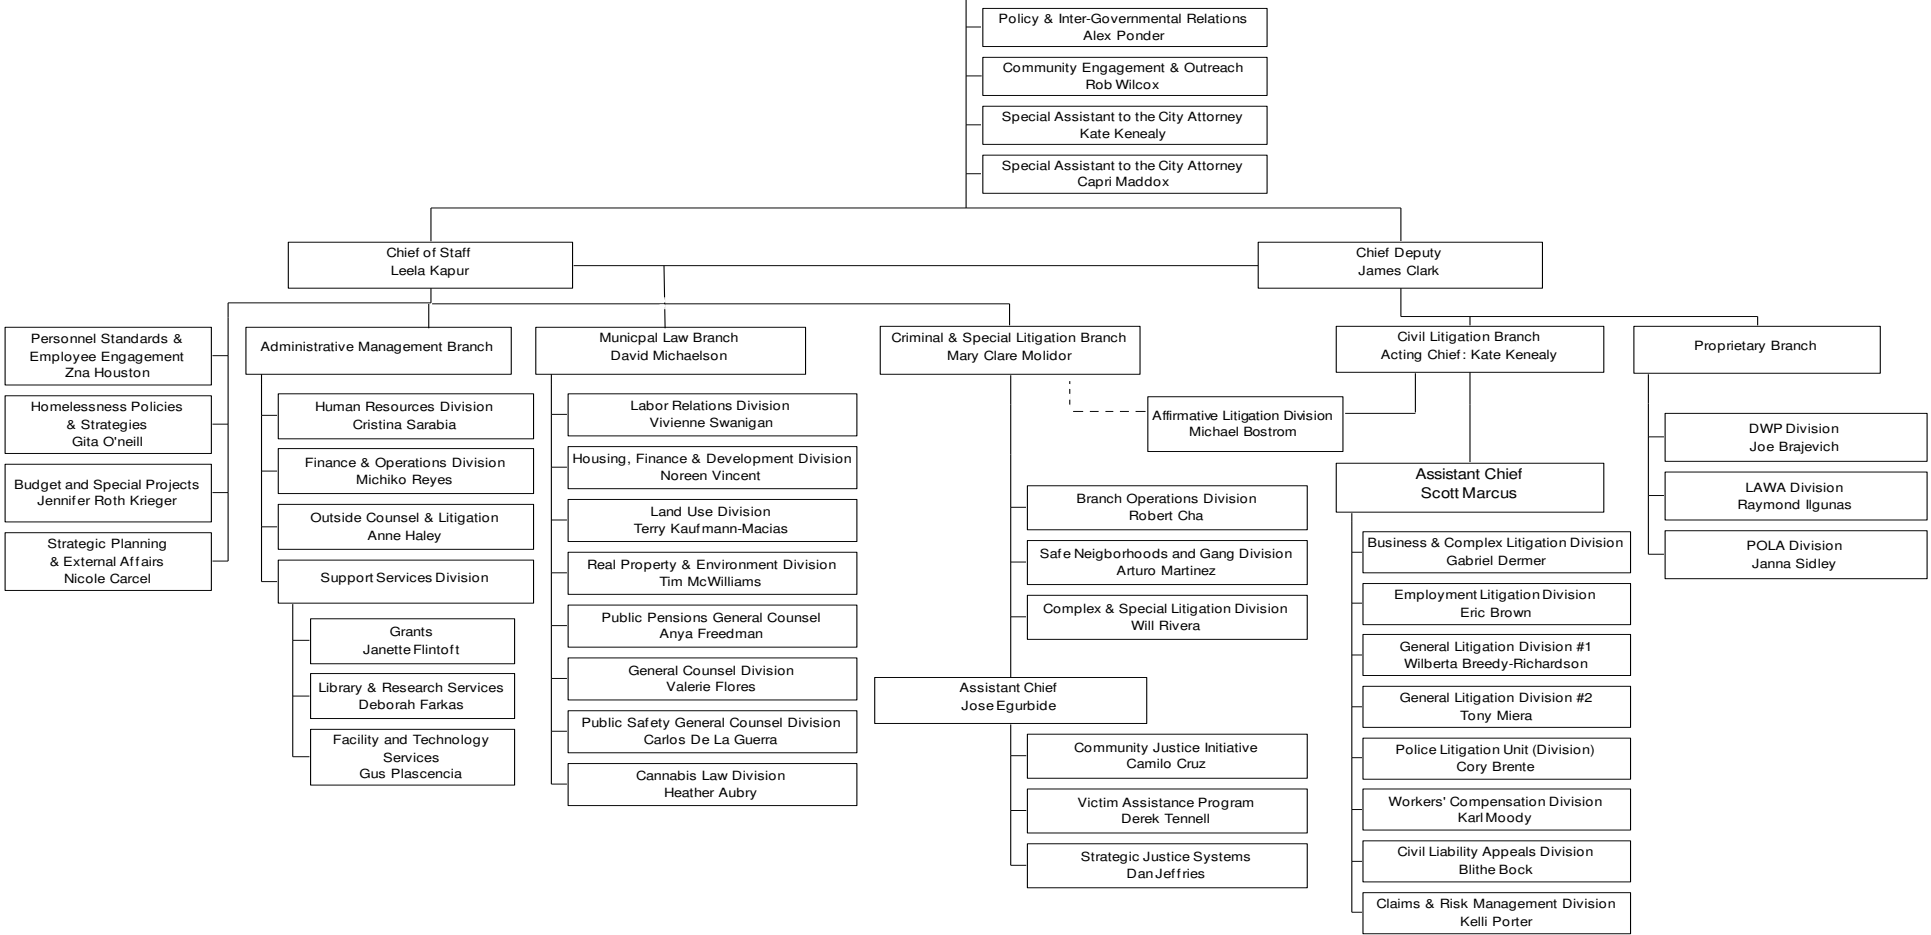 Policy & Inter-Governmental Relations
Alex Ponder
Community Engagement & Outreach
Rob Wilcox
Special Assistant to the City Attorney
Kate Kenealy
Special Assistant to the City Attorney
Capri Maddox
Chief of Staff
Leela Kapur
Chief Deputy
James Clark
Personnel Standards &
Employee Engagement
Zna Houston
Homelessness Policies
& Strategies
Gita O'neill
Budget and Special Projects
Jennifer Roth Krieger
Strategic Planning
& External Affairs
Nicole Carcel
Administrative Management Branch
Human Resources Division
Cristina Sarabia
Finance & Operations Division
Michiko Reyes
Outside Counsel & Litigation
Anne Haley
Support Services Division
Grants
Janette Flintoft
Library & Research Services
Deborah Farkas
Facility and Technology
Services
Gus Plascencia
Municpal Law Branch
David Michaelson
Labor Relations Division
Vivienne Swanigan
Housing, Finance & Development Division
Noreen Vincent
Land Use Division
Terry Kaufmann-Macias
Real Property & Environment Division
Tim McWilliams
Public Pensions General Counsel
Anya Freedman
General Counsel Division
Valerie Flores
Public Safety General Counsel Division
Carlos De La Guerra
Cannabis Law Division
Heather Aubry
Criminal & Special Litigation Branch
Mary Clare Molidor
Affirmative Litigation Division
Michael Bostrom
Branch Operations Division
Robert Cha
Safe Neigborhoods and Gang Division
Arturo Martinez
Complex & Special Litigation Division
Will Rivera
Assistant Chief
Jose Egurbide
Community Justice Initiative
Camilo Cruz
Victim Assistance Program
Derek Tennell
Strategic Justice Systems
Dan Jeffries
Civil Litigation Branch
Acting Chief: Kate Kenealy
Assistant Chief
Scott Marcus
Business & Complex Litigation Division
Gabriel Dermer
Employment Litigation Division
Eric Brown
General Litigation Division #1
Wilberta Breedy-Richardson
General Litigation Division #2
Tony Miera
Police Litigation Unit (Division)
Cory Brente
Workers' Compensation Division
Karl Moody
Civil Liability Appeals Division
Blithe Bock
Claims & Risk Management Division
Kelli Porter
Proprietary Branch
DWP Division
Joe Brajevich
LAWA Division
Raymond Ilgunas
POLA Division
Janna Sidley